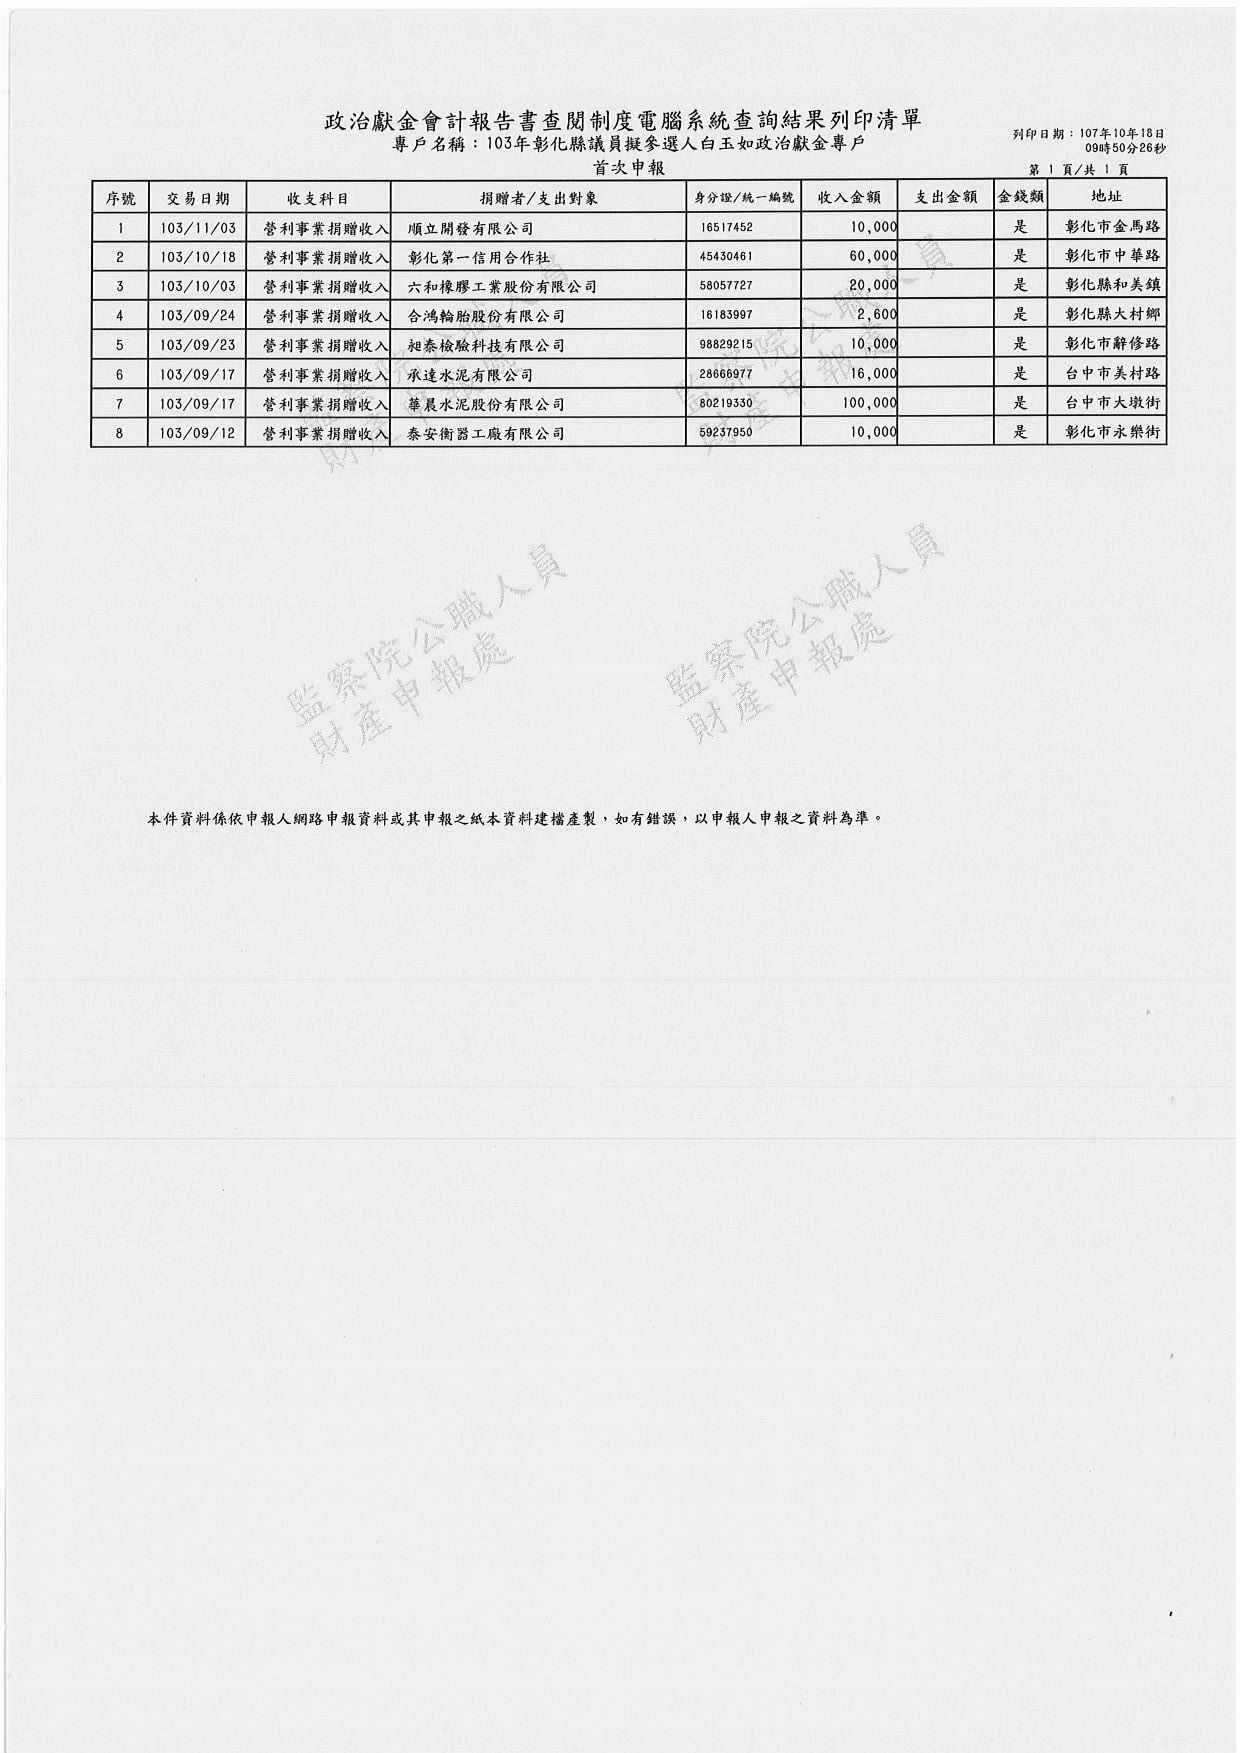 政治獻金會計報告書查閱制度電腦系統查詢結果列印清單
專戶名稱：103年彰化縣議員擬參選人白玉如政治獻金專戶
首次申報
列印日期：107年10年18日
09時50分26秒
第 1 頁/共 1 頁
序號 交易日期 收支科目 捐贈者/支出對象 身分證/統一編號 收入金額 支出金額 金錢類 地址
1 103/11/03 營利事業捐贈收入 順立開發有限公司 16517452 10,000 是 彰化市金馬路
2 103/10/18 營利事業捐贈收入 彰化第一信用合作社 45430461 60,000 是 彰化市中華路
3 103/10/03 營利事業捐贈收入 六和橡膠工業股份有限公司 58057727 20,000 是 彰化縣和美鎮
4 103/09/24 營利事業捐贈收入 合鴻輪胎股份有限公司 16183997 2,600 是 彰化縣大村鄉
5 103/09/23 營利事業捐贈收入 昶泰檢驗科技有限公司 98829215 10,000 是 彰化市辭修路
6 103/09/17 營利事業捐贈收入 承達水泥有限公司 28666977 16,000 是 台中市美村路
7 103/09/17 營利事業捐贈收入 華晨水泥股份有限公司 80219330 100,000 是 台中市大墩街
8 103/09/12 營利事業捐贈收入 泰安衡器工廠有限公司 59237950 10,000 是 彰化市永樂街
監察院公職人員
財產申報處
監察院公職人員
財產申報處
監察院公職人員
財產申報處
監察院公職人員
財產申報處
本件資料係依申報人網路申報資料或其申報之紙本資料建檔產製，如有錯誤，以申報人申報之資料為準。